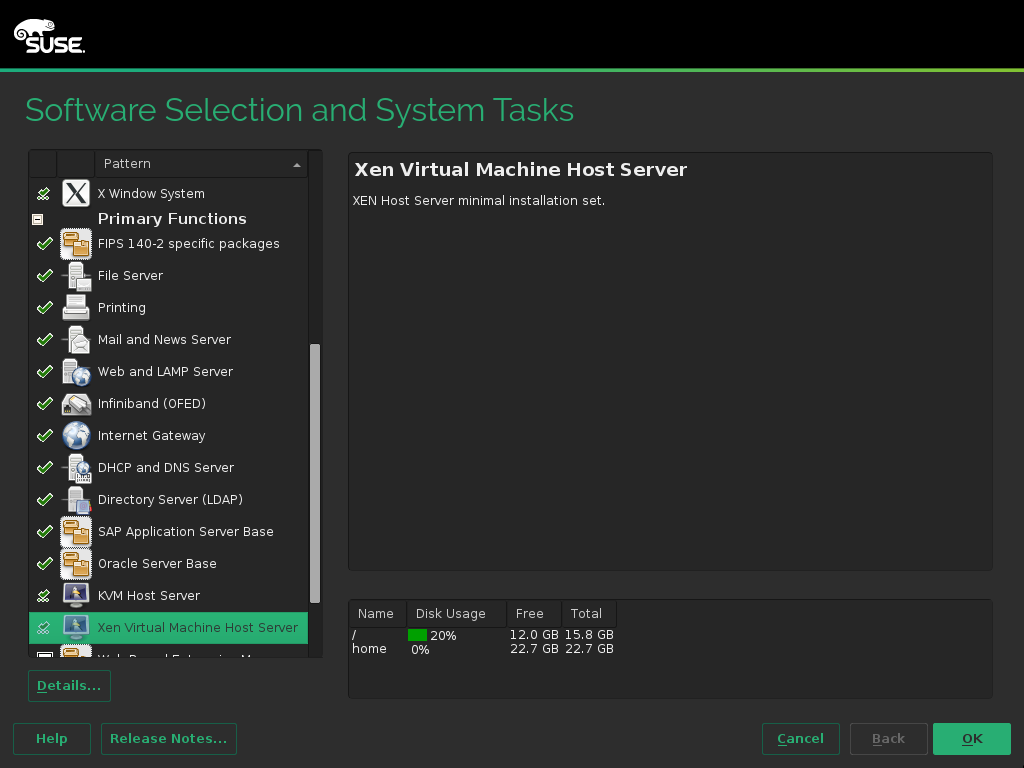 SUSE
Software Selection and System Tasks
Pattern
X Window System
Primary Functions
FIPS 140-2 specific packages
File Server
Printing
Mail and News Server
Web and LAMP Server
Infiniband (OFED)
Internet Gateway
DHCP and DNS Server
Directory Server (LDAP)
SAP Application Server Base
Oracle Server Base
KVM Host Server
Xen Virtual Machine Host Server
Details...
Xen Virtual Machine Host Server
XEN Host Server minimal installation set.
Name Disk Usage Free Total
/ 20% 12.0 GB 15.8 GB
home 0% 22.7 GB 22.7 GB
Help Release Notes... Cancel Back OK